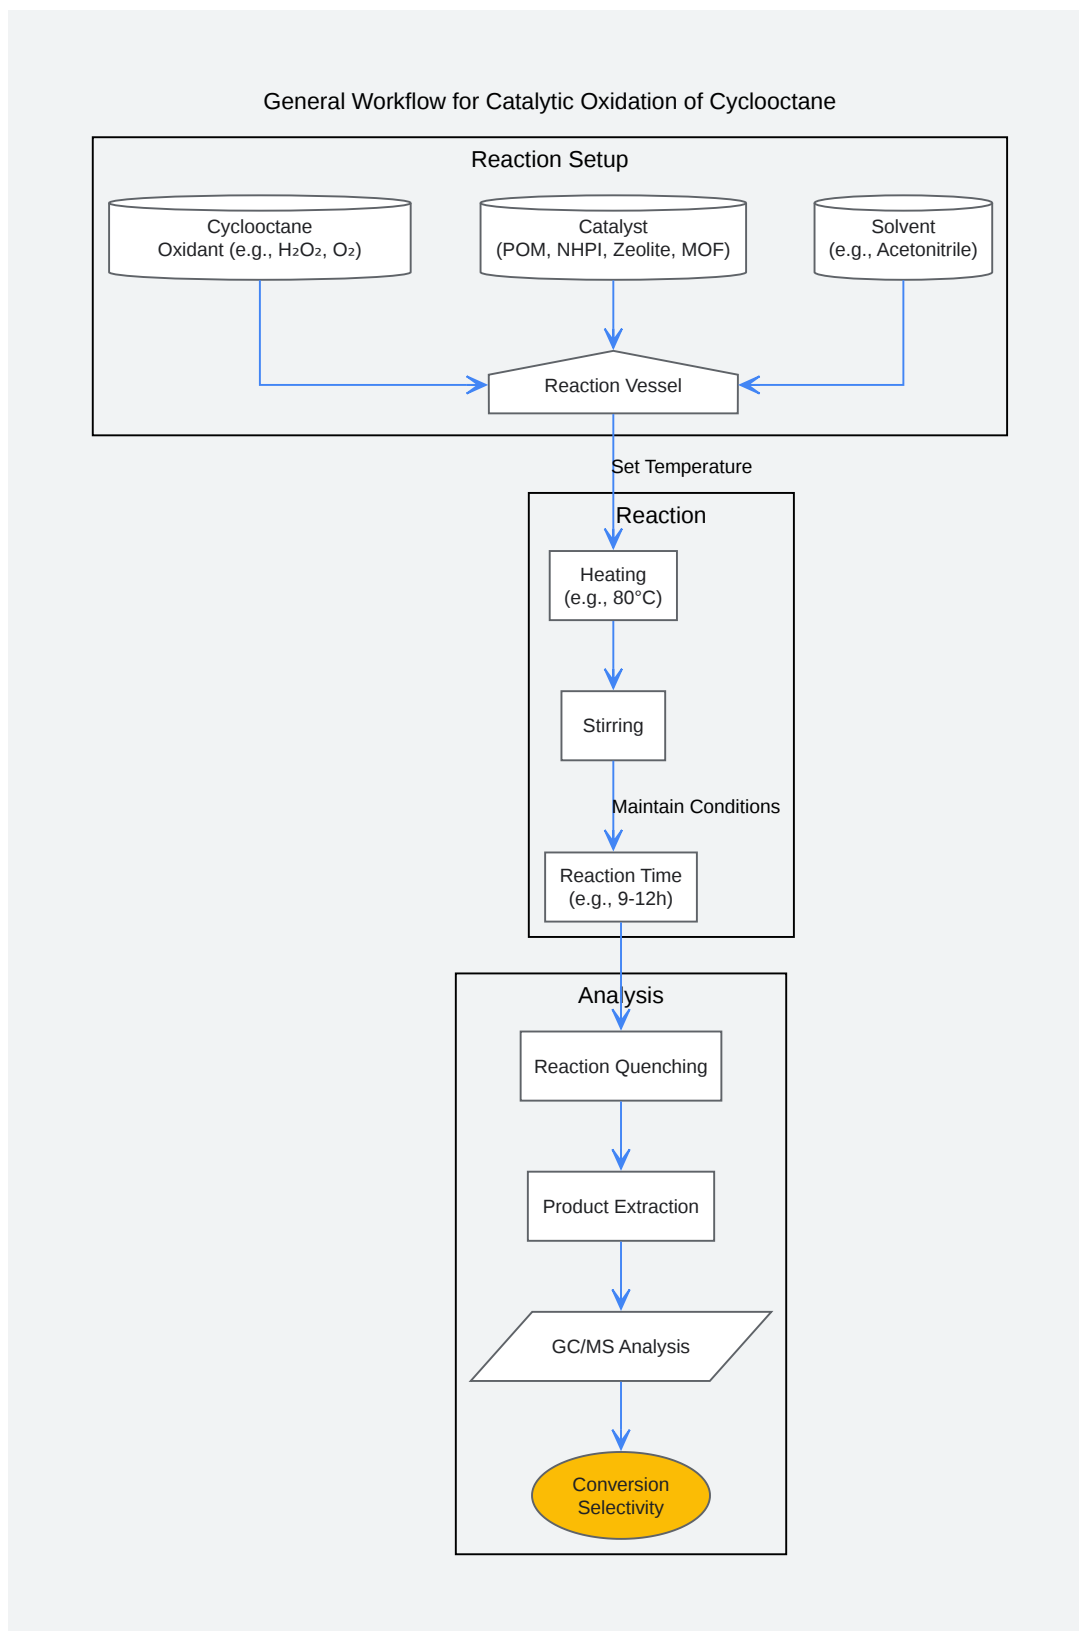 General Workflow for Catalytic Oxidation of Cyclooctane
Reaction Setup
Cyclooctane
Oxidant (e.g., H₂O₂, O₂)
Catalyst
(POM, NHPI, Zeolite, MOF)
Solvent
(e.g., Acetonitrile)
Reaction Vessel
Set Temperature
Reaction
Heating
(e.g., 80°C)
Stirring
Maintain Conditions
Reaction Time
(e.g., 9-12h)
Analysis
Reaction Quenching
Product Extraction
GC/MS Analysis
Conversion
Selectivity